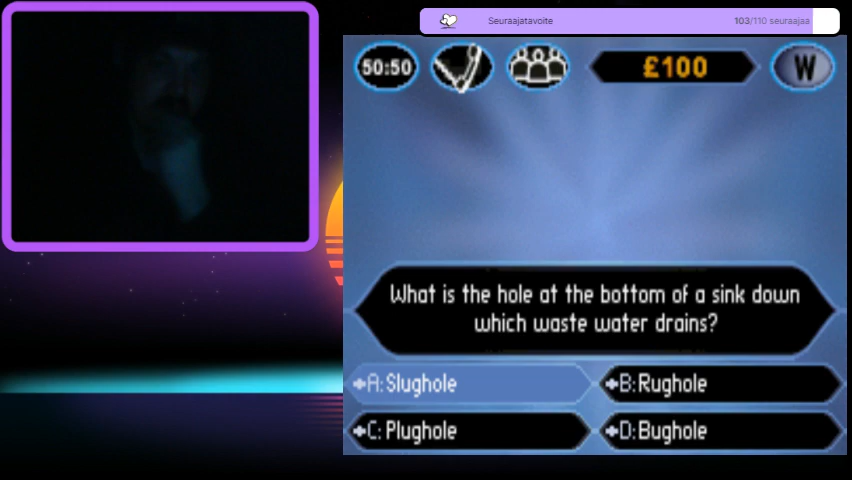 Seuraajatavoite 103/110 seuraajaa
50:50 £100 W
What is the hole at the bottom of a sink down
which waste water drains?
A: Slughole B: Rughole
C: Plughole D: Bughole